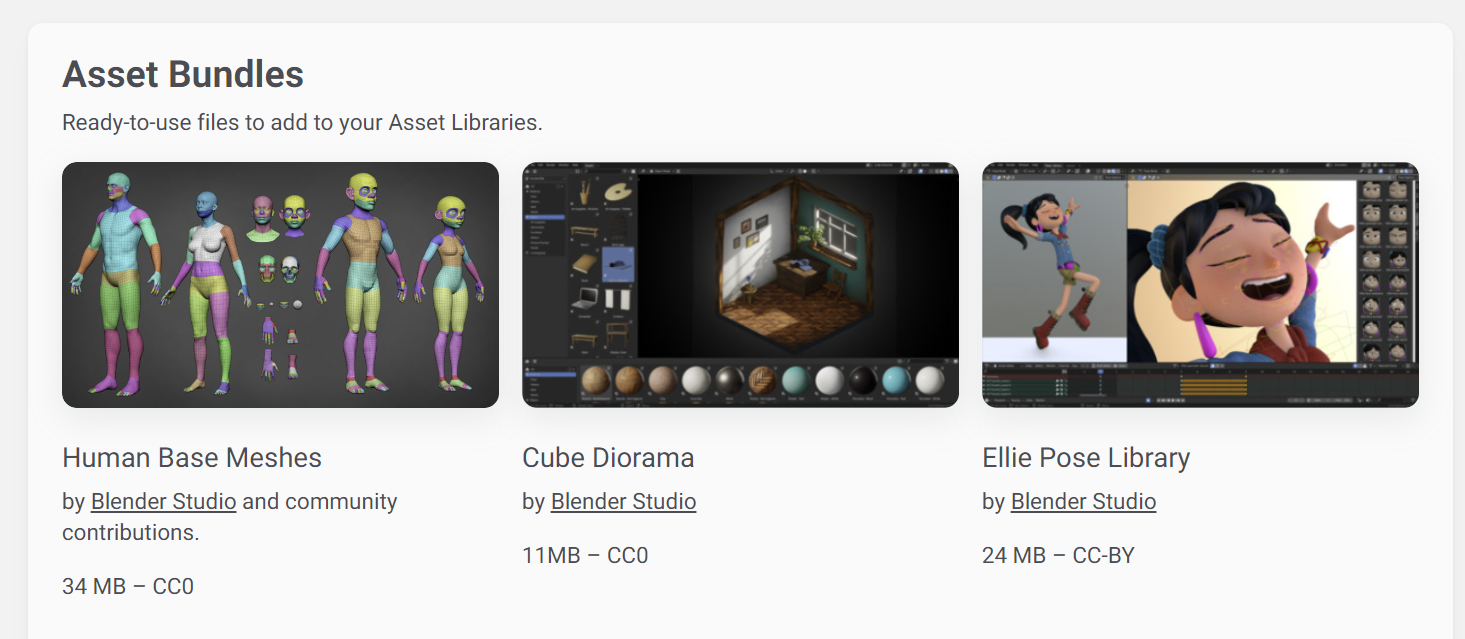 Asset Bundles
Ready-to-use files to add to your Asset Libraries.
Human Base Meshes
by Blender Studio and community
contributions.
34 MB – CC0
Cube Diorama
by Blender Studio
11MB – CC0
Ellie Pose Library
by Blender Studio
24 MB – CC-BY